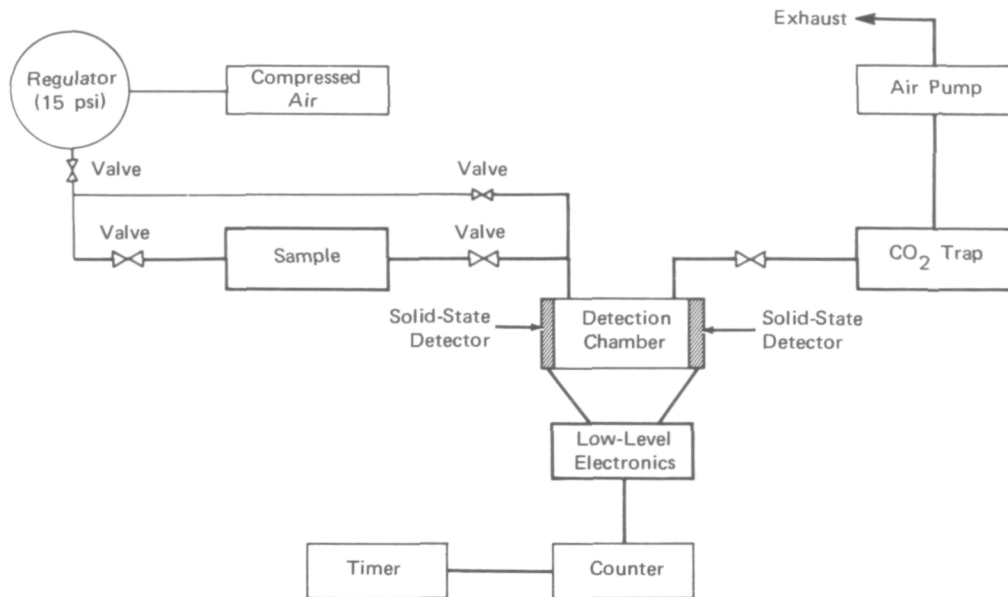 Exhaust
Regulator
(15 psi)
Compressed
Air
Air Pump
Valve
Valve
Valve
Sample
Valve
CO₂ Trap
Solid-State
Detector
Detection
Chamber
Solid-State
Detector
Low-Level
Electronics
Timer
Counter